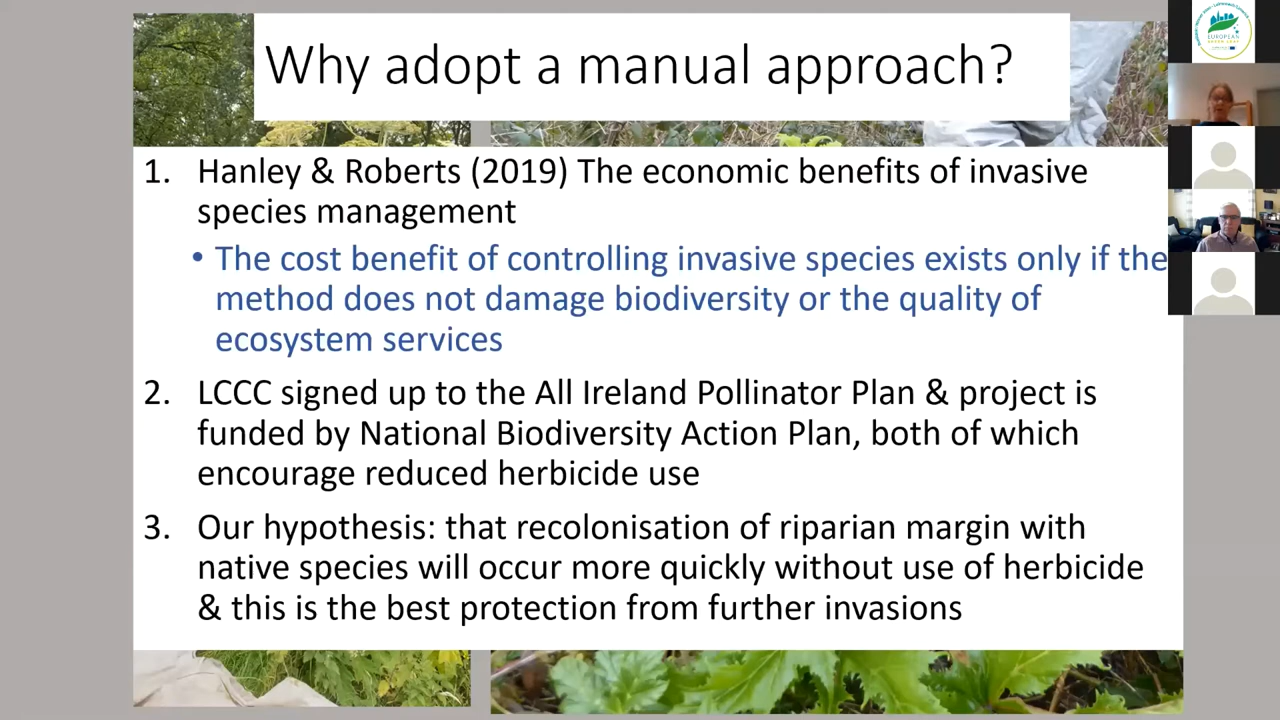 Why adopt a manual approach?
1. Hanley & Roberts (2019) The economic benefits of invasive
species management
• The cost benefit of controlling invasive species exists only if the
method does not damage biodiversity or the quality of
ecosystem services
2. LCCC signed up to the All Ireland Pollinator Plan & project is
funded by National Biodiversity Action Plan, both of which
encourage reduced herbicide use
3. Our hypothesis: that recolonisation of riparian margin with
native species will occur more quickly without use of herbicide
& this is the best protection from further invasions
EUROPEAN